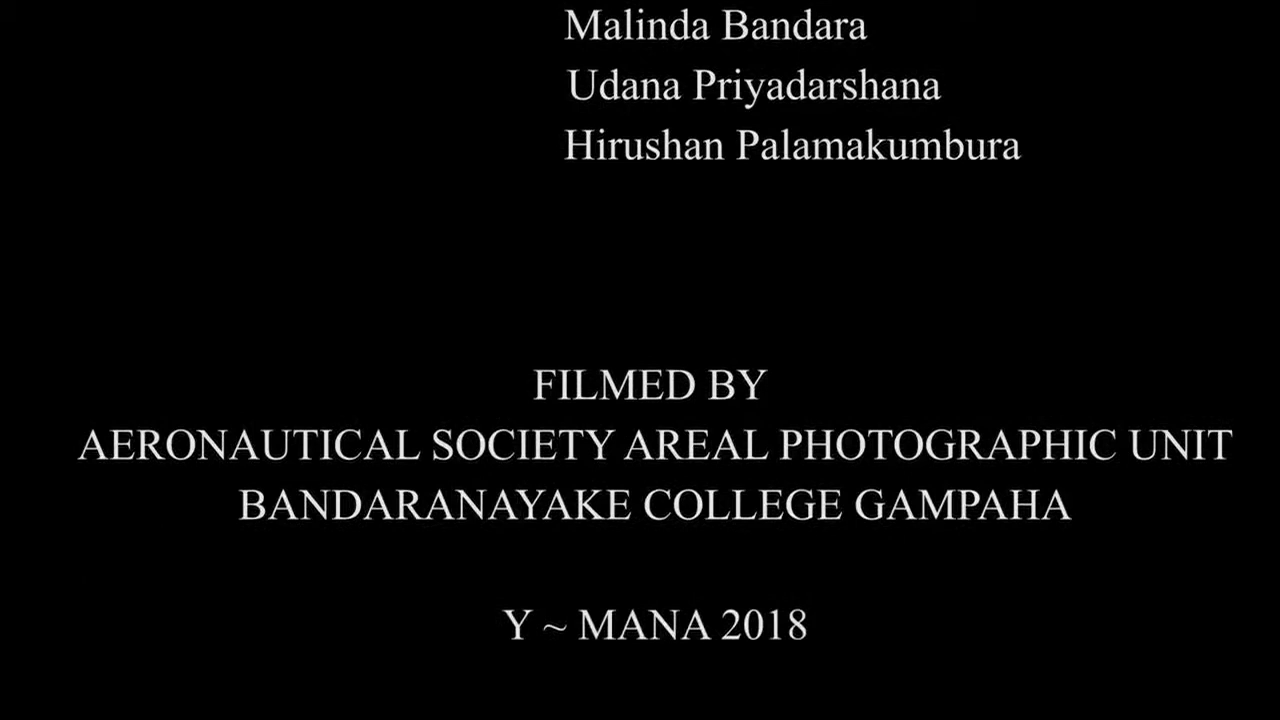 Malinda Bandara
Udana Priyadarshana
Hirushan Palamakumbura
FILMED BY
AERONAUTICAL SOCIETY AREAL PHOTOGRAPHIC UNIT
BANDARANAYAKE COLLEGE GAMPAHA
Y ~ MANA 2018